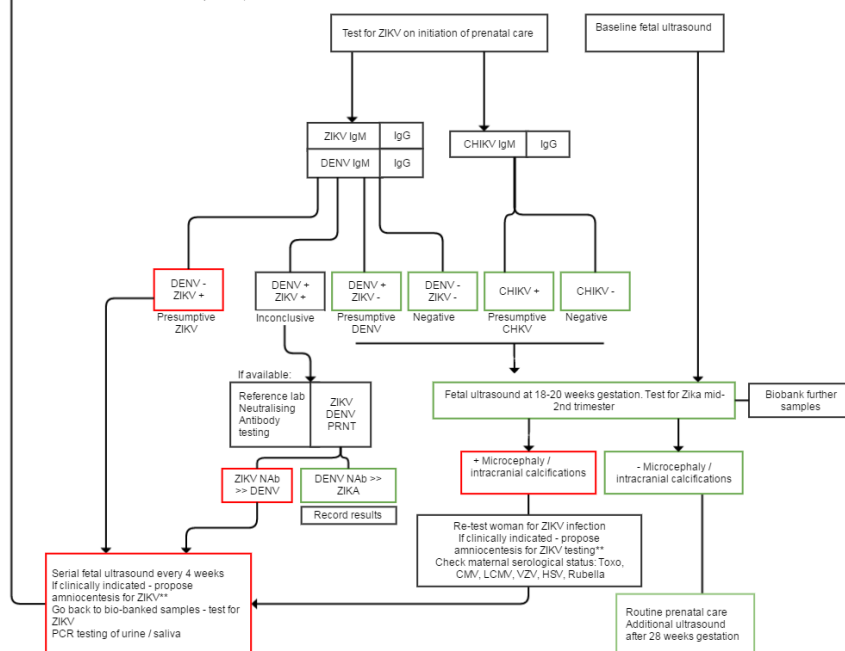 Test for ZIKV on initiation of prenatal care
Baseline fetal ultrasound
ZIKV IgM
IgG
DENV IgM
IgG
CHIKV IgM
IgG
DENV -
ZIKV +
Presumptive
ZIKV
DENV +
ZIKV +
Inconclusive
DENV +
ZIKV -
Presumptive
DENV
DENV -
ZIKV -
Negative
CHIKV +
Presumptive
CHKV
CHIKV -
Negative
If available:
Reference lab
Neutralising
Antibody
testing
ZIKV
DENV
PRNT
Fetal ultrasound at 18-20 weeks gestation. Test for Zika mid-
2nd trimester
Biobank further
samples
ZIKV NAb
>> DENV
DENV NAb >>
ZIKA
Record results
+ Microcephaly /
intracranial calcifications
- Microcephaly /
intracranial calcifications
Re-test woman for ZIKV infection
If clinically indicated - propose
amniocentesis for ZIKV testing**
Check maternal serological status: Toxo,
CMV, LCMV, VZV, HSV, Rubella
Serial fetal ultrasound every 4 weeks
If clinically indicated - propose
amniocentesis for ZIKV**
Go back to bio-banked samples - test for
ZIKV
PCR testing of urine / saliva
Routine prenatal care
Additional ultrasound
after 28 weeks gestation